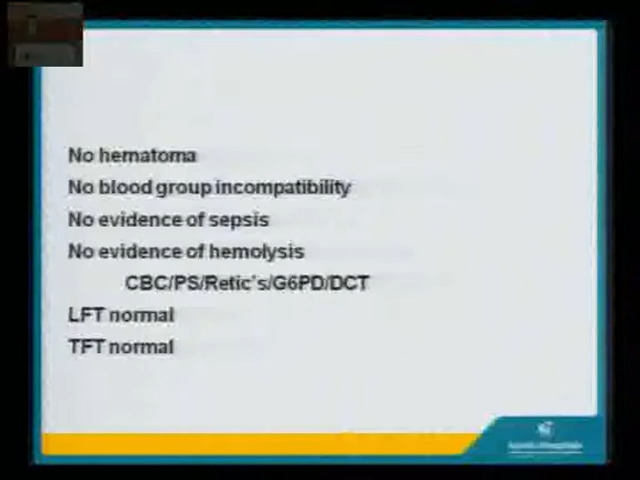 No hematoma
No blood group incompatibility
No evidence of sepsis
No evidence of hemolysis
CBC/PS/Retic's/G6PD/DCT
LFT normal
TFT normal